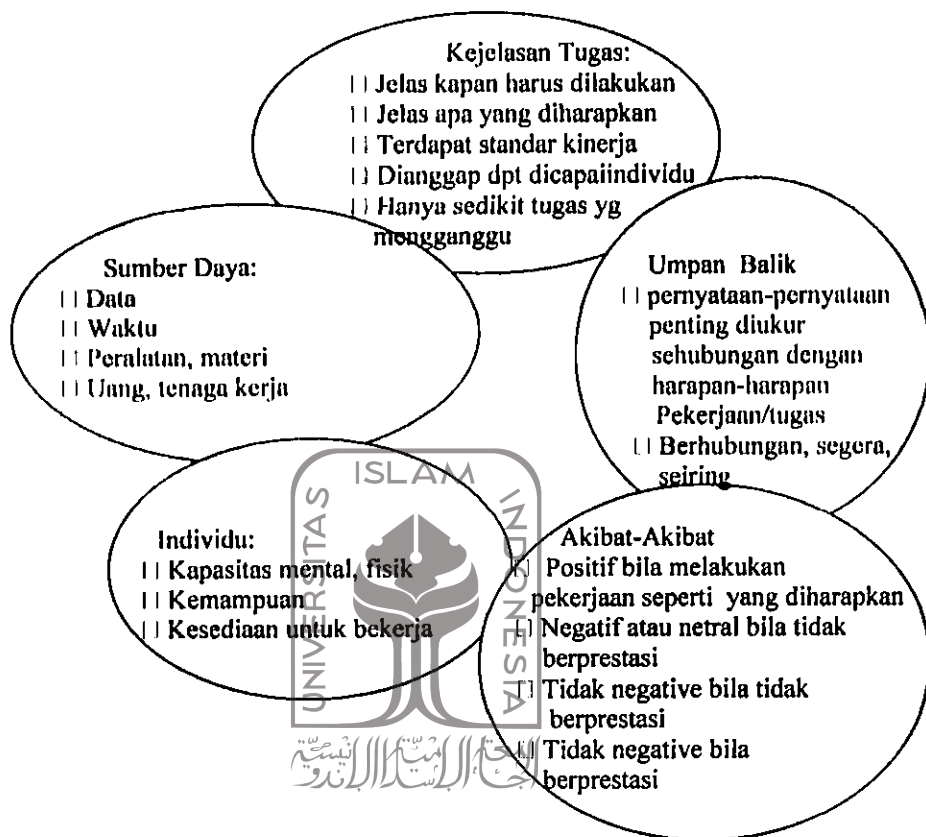 Kejelasan Tugas:
[] Jelas kapan harus dilakukan
[] Jelas apa yang diharapkan
[] Terdapat standar kinerja
[] Dianggap dpt dicapaiindividu
[] Hanya sedikit tugas yg
mengganggu
Sumber Daya:
[] Data
[] Waktu
[] Peralatan, materi
[] Uang, tenaga kerja
Umpan Balik
[] pernyataan-pernyataan
penting diukur
sehubungan dengan
harapan-harapan
Pekerjaan/tugas
[] Berhubungan, segera,
seiring
Individu:
[] Kapasitas mental, fisik
[] Kemampuan
[] Kesediaan untuk bekerja
Akibat-Akibat
[] Positif bila melakukan
pekerjaan seperti yang diharapkan
[] Negatif atau netral bila tidak
berprestasi
[] Tidak negative bila tidak
berprestasi
[] Tidak negative bila
berprestasi
UNIVERSITAS
ISLAM
INDONESIA